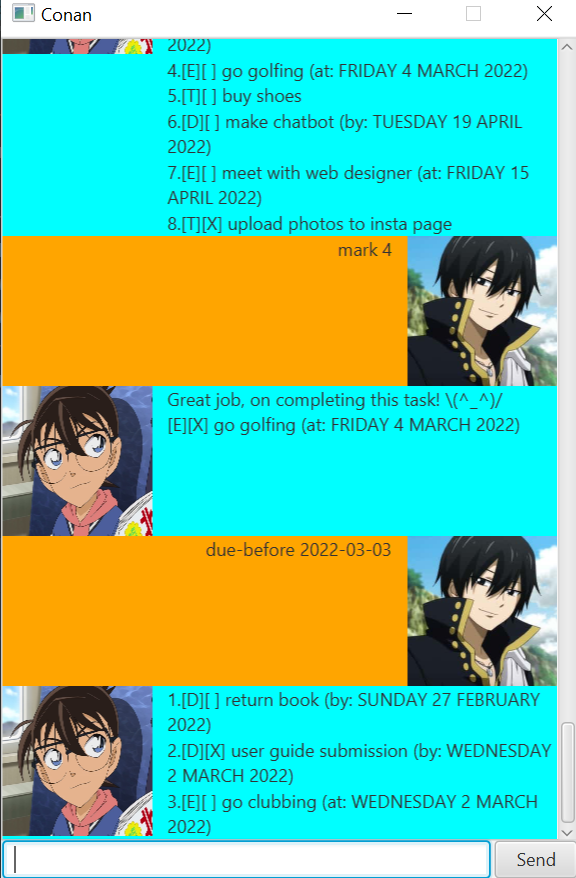 Conan
2022)
4.[E][ ] go golfing (at: FRIDAY 4 MARCH 2022)
5.[T][ ] buy shoes
6.[D][ ] make chatbot (by: TUESDAY 19 APRIL
2022)
7.[E][ ] meet with web designer (at: FRIDAY 15
APRIL 2022)
8.[T][X] upload photos to insta page
mark 4
Great job, on completing this task! \(^_^)/
[E][X] go golfing (at: FRIDAY 4 MARCH 2022)
due-before 2022-03-03
1.[D][ ] return book (by: SUNDAY 27 FEBRUARY
2022)
2.[D][X] user guide submission (by: WEDNESDAY
2 MARCH 2022)
3.[E][ ] go clubbing (at: WEDNESDAY 2 MARCH
2022)
Send